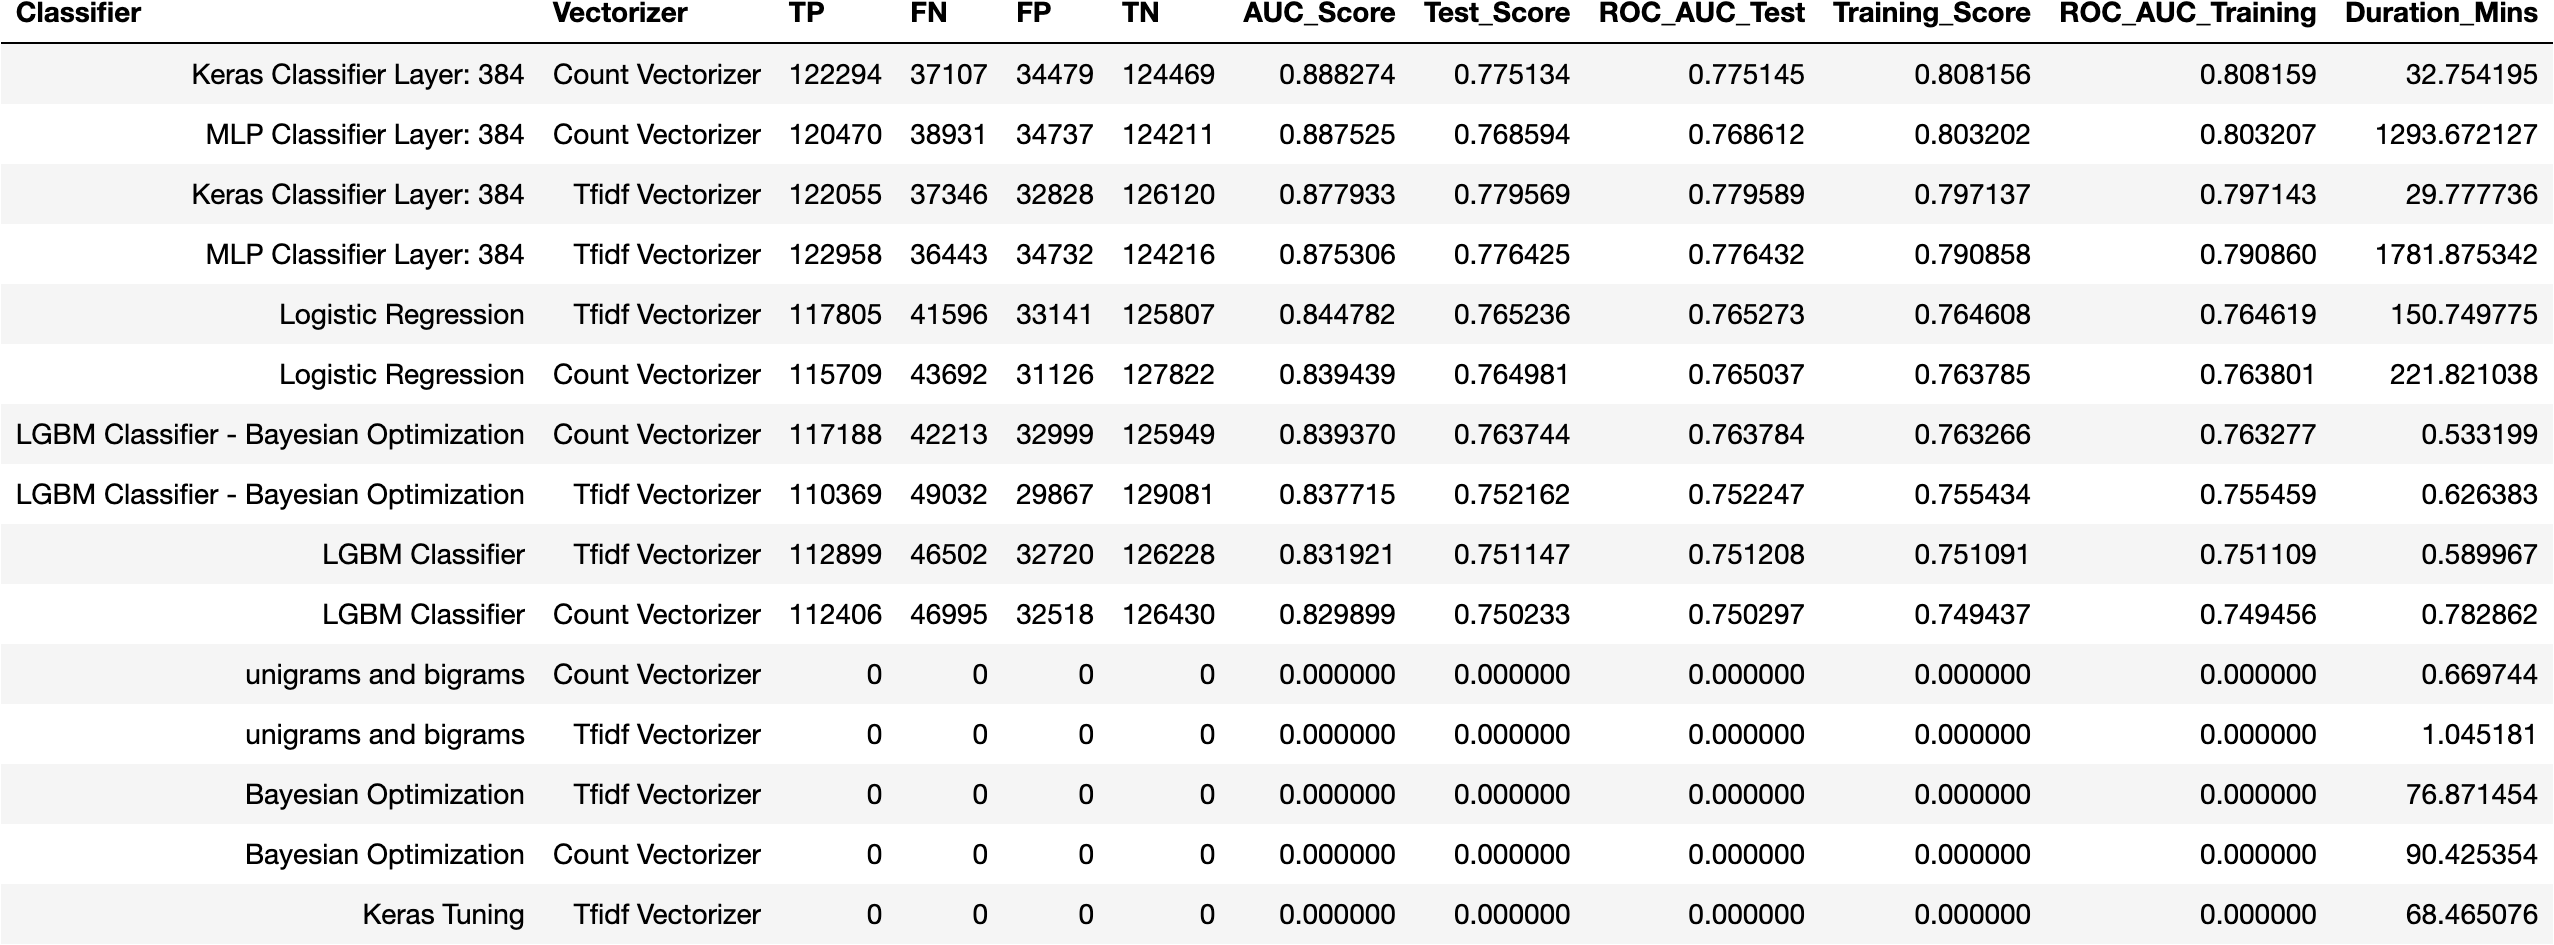 Classifier Vectorizer TP FN FP TN AUC_Score Test_Score ROC_AUC_Test Training_Score ROC_AUC_Training Duration_Mins
Keras Classifier Layer: 384 Count Vectorizer 122294 37107 34479 124469 0.888274 0.775134 0.775145 0.808156 0.808159 32.754195
MLP Classifier Layer: 384 Count Vectorizer 120470 38931 34737 124211 0.887525 0.768594 0.768612 0.803202 0.803207 1293.672127
Keras Classifier Layer: 384 Tfidf Vectorizer 122055 37346 32828 126120 0.877933 0.779569 0.779589 0.797137 0.797143 29.777736
MLP Classifier Layer: 384 Tfidf Vectorizer 122958 36443 34732 124216 0.875306 0.776425 0.776432 0.790858 0.790860 1781.875342
Logistic Regression Tfidf Vectorizer 117805 41596 33141 125807 0.844782 0.765236 0.765273 0.764608 0.764619 150.749775
Logistic Regression Count Vectorizer 115709 43692 31126 127822 0.839439 0.764981 0.765037 0.763785 0.763801 221.821038
LGBM Classifier - Bayesian Optimization Count Vectorizer 117188 42213 32999 125949 0.839370 0.763744 0.763784 0.763266 0.763277 0.533199
LGBM Classifier - Bayesian Optimization Tfidf Vectorizer 110369 49032 29867 129081 0.837715 0.752162 0.752247 0.755434 0.755459 0.626383
LGBM Classifier Tfidf Vectorizer 112899 46502 32720 126228 0.831921 0.751147 0.751208 0.751091 0.751109 0.589967
LGBM Classifier Count Vectorizer 112406 46995 32518 126430 0.829899 0.750233 0.750297 0.749437 0.749456 0.782862
unigrams and bigrams Count Vectorizer 0 0 0 0 0.000000 0.000000 0.000000 0.000000 0.000000 0.669744
unigrams and bigrams Tfidf Vectorizer 0 0 0 0 0.000000 0.000000 0.000000 0.000000 0.000000 1.045181
Bayesian Optimization Tfidf Vectorizer 0 0 0 0 0.000000 0.000000 0.000000 0.000000 0.000000 76.871454
Bayesian Optimization Count Vectorizer 0 0 0 0 0.000000 0.000000 0.000000 0.000000 0.000000 90.425354
Keras Tuning Tfidf Vectorizer 0 0 0 0 0.000000 0.000000 0.000000 0.000000 0.000000 68.465076